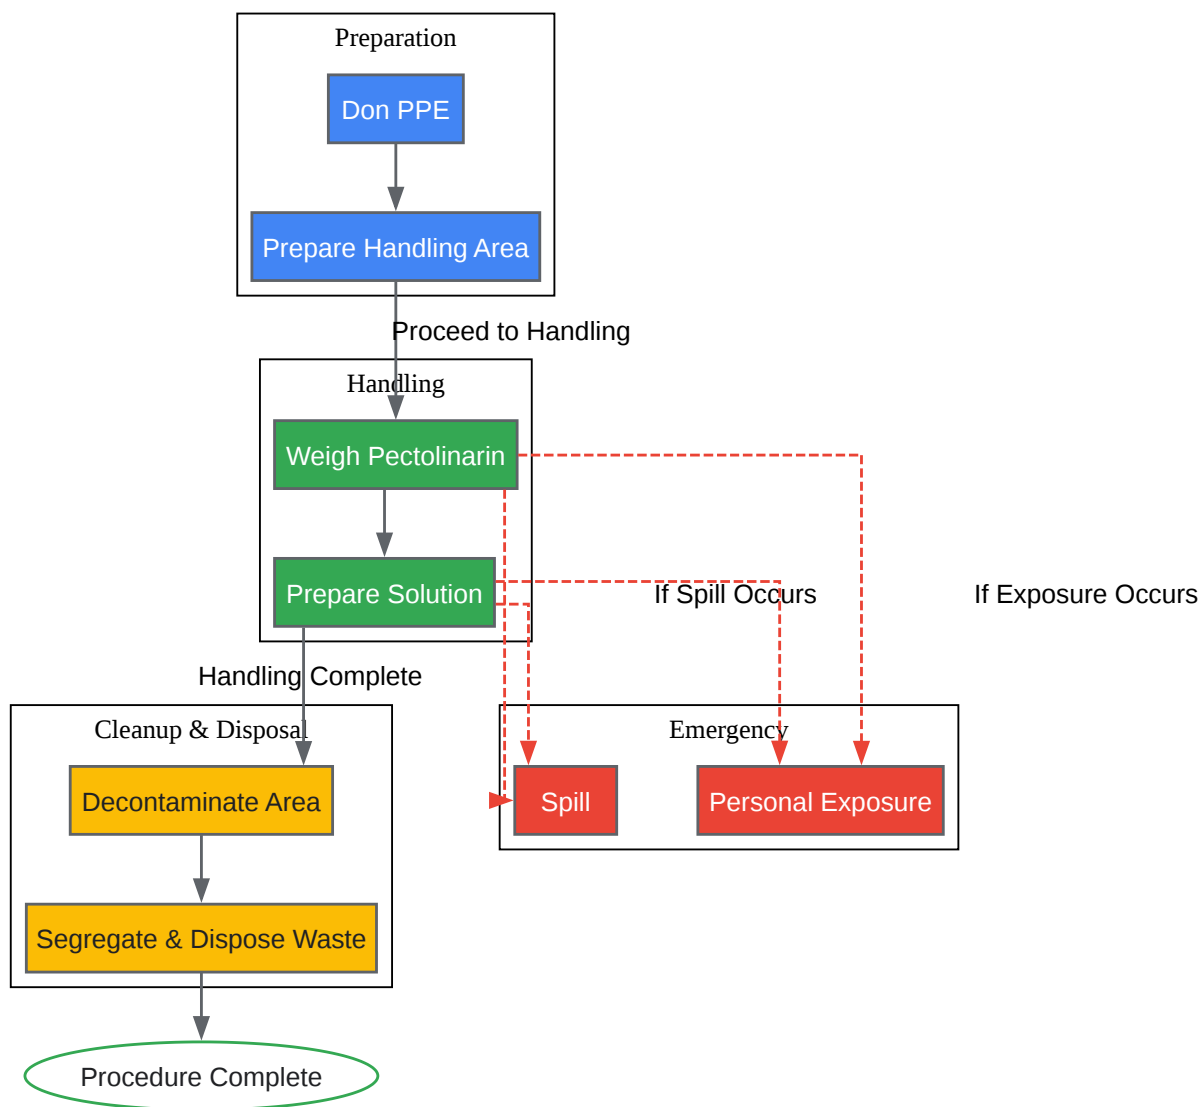 Preparation
Don PPE
Prepare Handling Area
Proceed to Handling
Handling
Weigh Pectolinarin
Prepare Solution
If Spill Occurs
If Exposure Occurs
Handling Complete
Cleanup & Disposal
Emergency
Decontaminate Area
Spill
Personal Exposure
Segregate & Dispose Waste
Procedure Complete